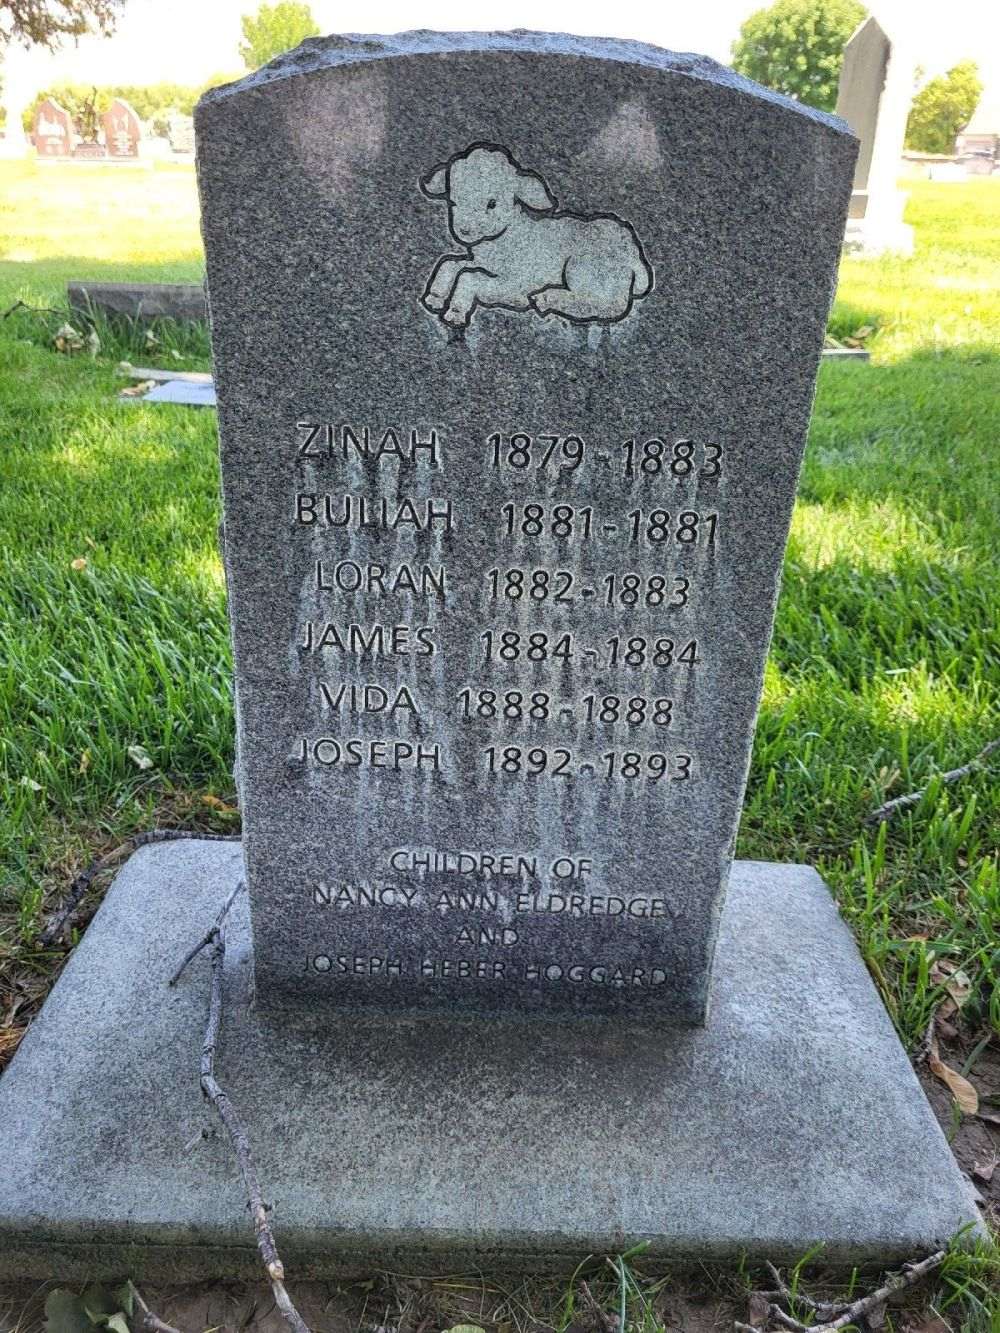 ZINAH 1879-1883
BULIAH 1881-1881
LORAN 1882-1883
JAMES 1884-1884
VIDA 1888-1888
JOSEPH 1892-1893
CHILDREN OF
NANCY ANN ELDREDGE
AND
JOSEPH HEBER HOGGARD